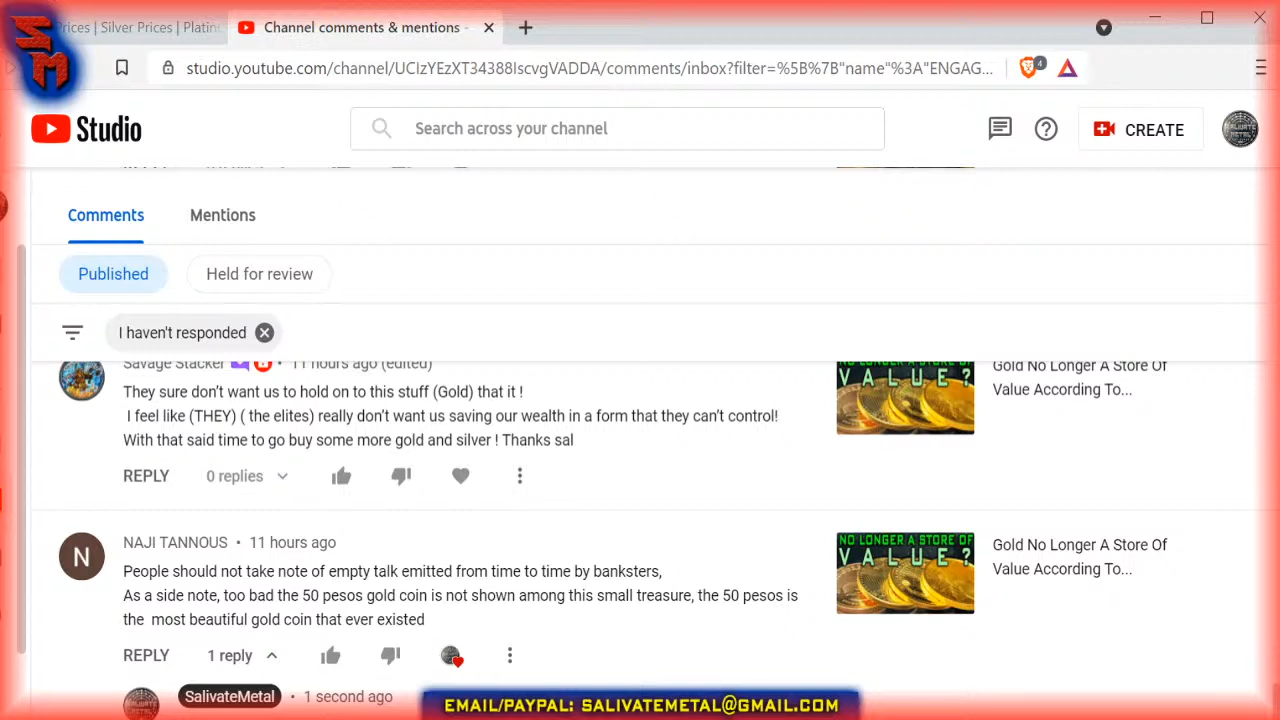 SM
Prices | Silver Prices | Platin
Channel comments & mentions -
studio.youtube.com/channel/UCIzYEzXT34388IscvgVADDA/comments/inbox?filter=%5B%7B"name"%3A"ENGAG...
4
Studio
Search across your channel
CREATE
Comments
Mentions
Published
Held for review
I haven't responded
Savage Stacker • 11 hours ago (edited)
They sure don't want us to hold on to this stuff (Gold) that it !
I feel like (THEY) ( the elites) really don't want us saving our wealth in a form that they can't control!
With that said time to go buy some more gold and silver ! Thanks sal
REPLY 0 replies
NO LONGER A STORE OF
VALUE?
Gold No Longer A Store Of
Value According To...
N
NAJI TANNOUS • 11 hours ago
People should not take note of empty talk emitted from time to time by banksters,
As a side note, too bad the 50 pesos gold coin is not shown among this small treasure, the 50 pesos is
the most beautiful gold coin that ever existed
REPLY 1 reply
NO LONGER A STORE OF
VALUE?
Gold No Longer A Store Of
Value According To...
SalivateMetal • 1 second ago
EMAIL/PAYPAL: SALIVATEMETAL@GMAIL.COM